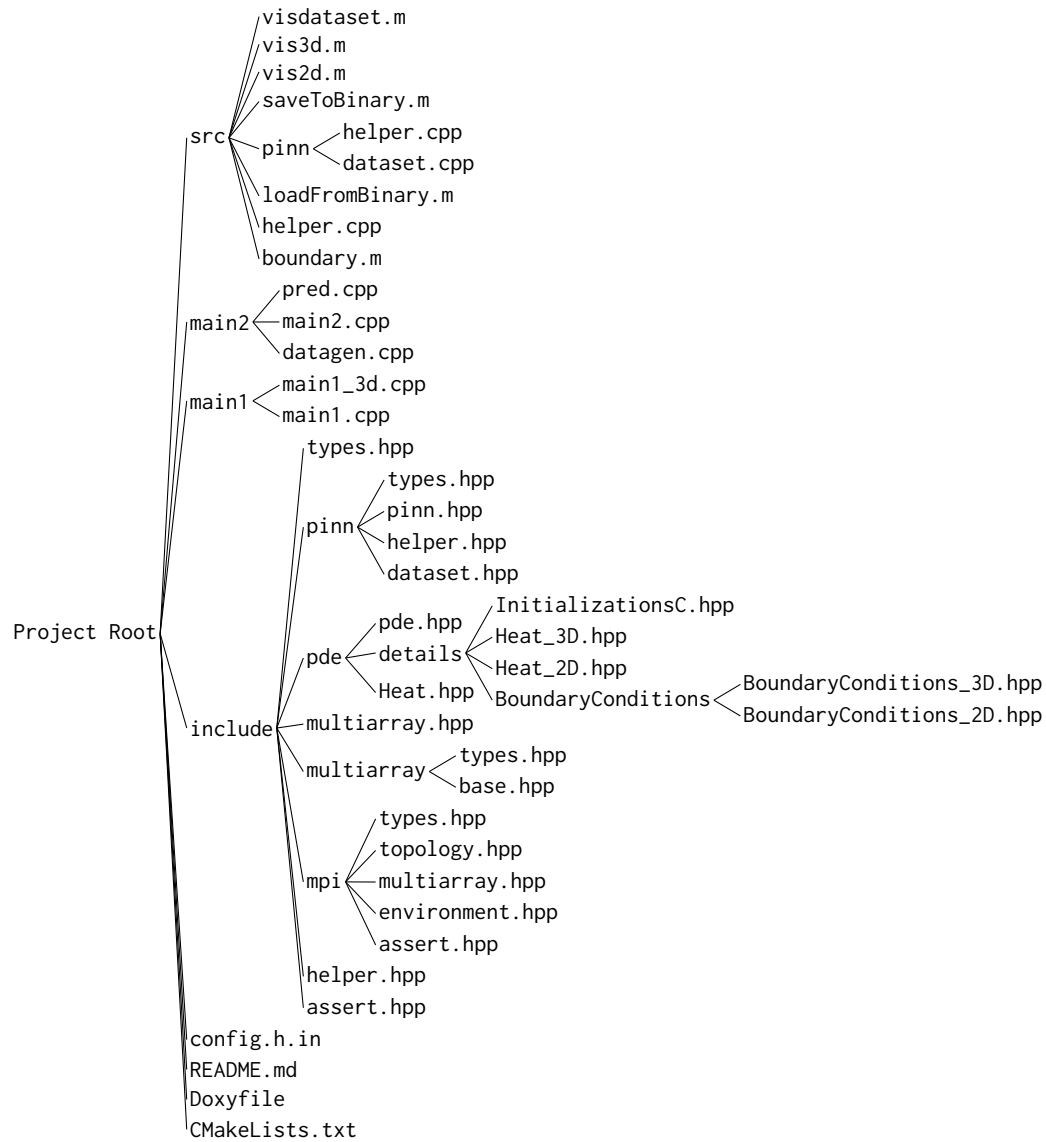 visdataset.m
vis3d.m
vis2d.m
saveToBinary.m
helper.cpp
src
pinn
dataset.cpp
loadFromBinary.m
helper.cpp
boundary.m
pred.cpp
main2
main2.cpp
datagen.cpp
main1_3d.cpp
main1
main1.cpp
types.hpp
types.hpp
pinn.hpp
pinn
helper.hpp
dataset.hpp
InitializationsC.hpp
pde.hpp
Project Root
Heat_3D.hpp
details
pde
Heat_2D.hpp
BoundaryConditions_3D.hpp
Heat.hpp
BoundaryConditions
BoundaryConditions_2D.hpp
multiarray.hpp
include
types.hpp
multiarray
base.hpp
types.hpp
topology.hpp
mpi
multiarray.hpp
environment.hpp
assert.hpp
helper.hpp
assert.hpp
config.h.in
README.md
Doxyfile
CMakeLists.txt